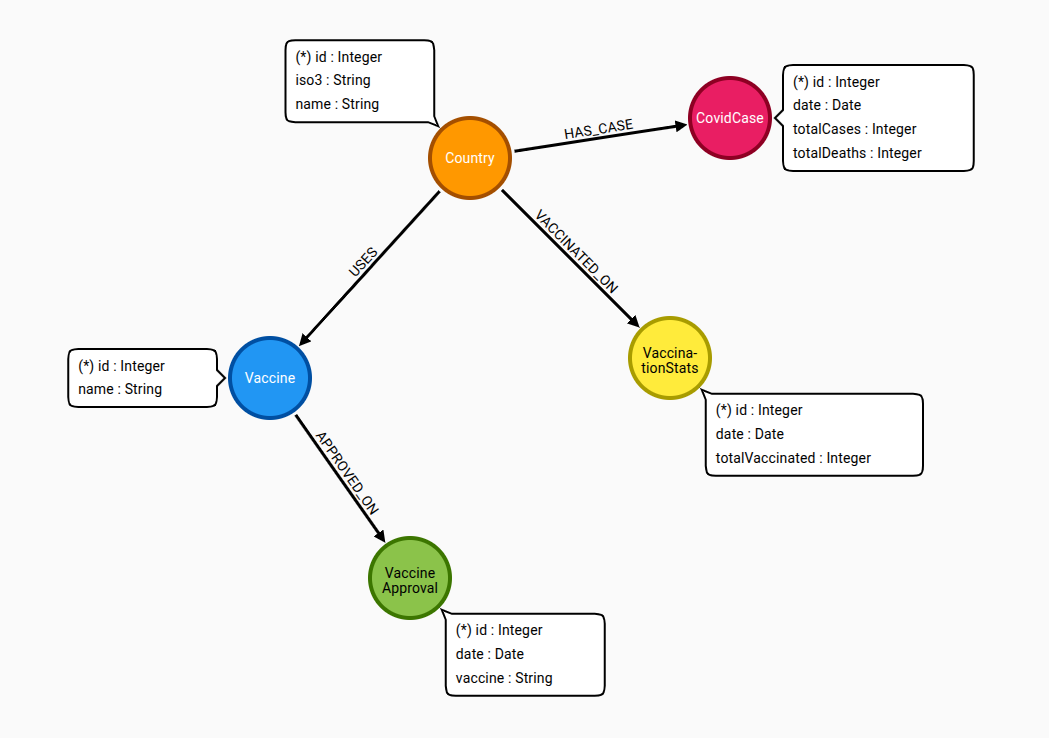 (*) id : Integer
iso3 : String
name : String
Country
HAS_CASE
CovidCase
(*) id : Integer
date : Date
totalCases : Integer
totalDeaths : Integer
USES
VACCINATED_ON
Vaccine
(*) id : Integer
name : String
Vaccina-
tionStats
(*) id : Integer
date : Date
totalVaccinated : Integer
APPROVED_ON
Vaccine
Approval
(*) id : Integer
date : Date
vaccine : String